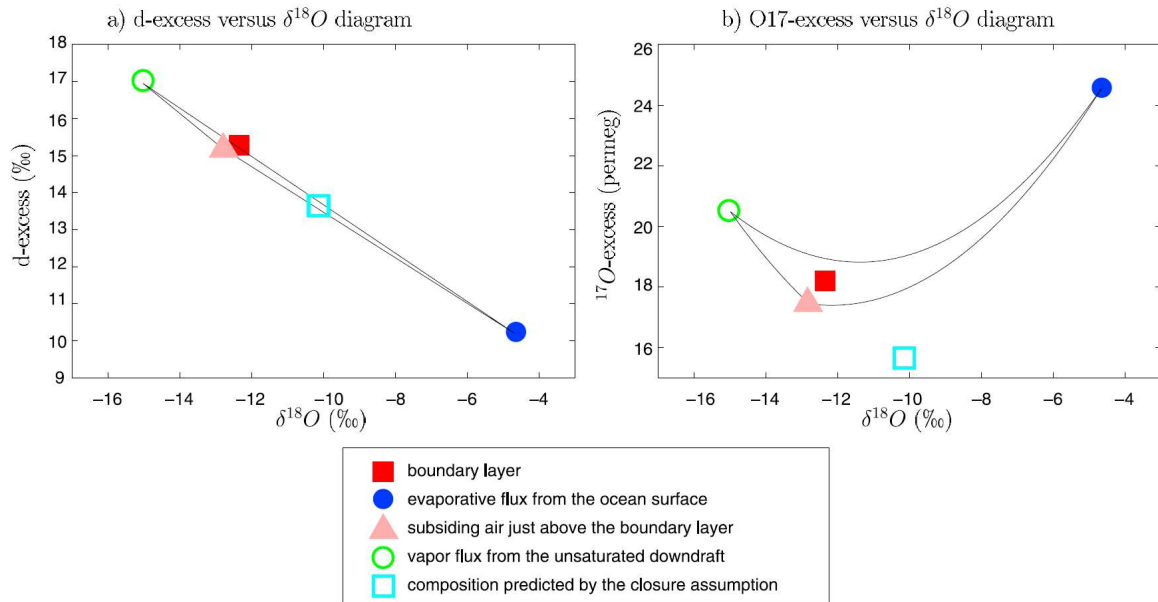 a) d-excess versus δ¹⁸O diagram
b) O17-excess versus δ¹⁸O diagram
18
17
16
15
14
13
12
11
10
9
d-excess (‰)
−16 −14 −12 −10 −8 −6 −4
δ¹⁸O (‰)
26
24
22
20
18
16
¹⁷O-excess (permeg)
−16 −14 −12 −10 −8 −6 −4
δ¹⁸O (‰)
boundary layer
evaporative flux from the ocean surface
subsiding air just above the boundary layer
vapor flux from the unsaturated downdraft
composition predicted by the closure assumption